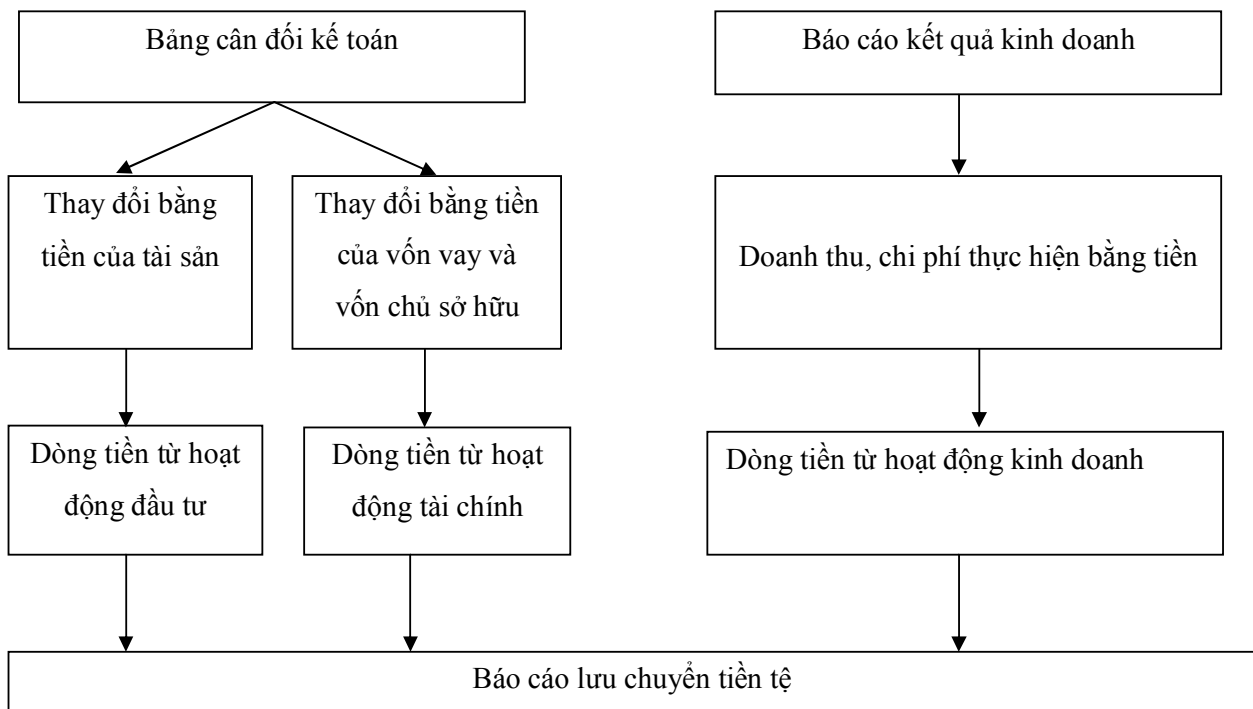 Bảng cân đối kế toán
Báo cáo kết quả kinh doanh
Thay đổi bằng
tiền của tài sản
Thay đổi bằng tiền
của vốn vay và
vốn chủ sở hữu
Doanh thu, chi phí thực hiện bằng tiền
Dòng tiền từ hoạt
động đầu tư
Dòng tiền từ hoạt
động tài chính
Dòng tiền từ hoạt động kinh doanh
Báo cáo lưu chuyển tiền tệ